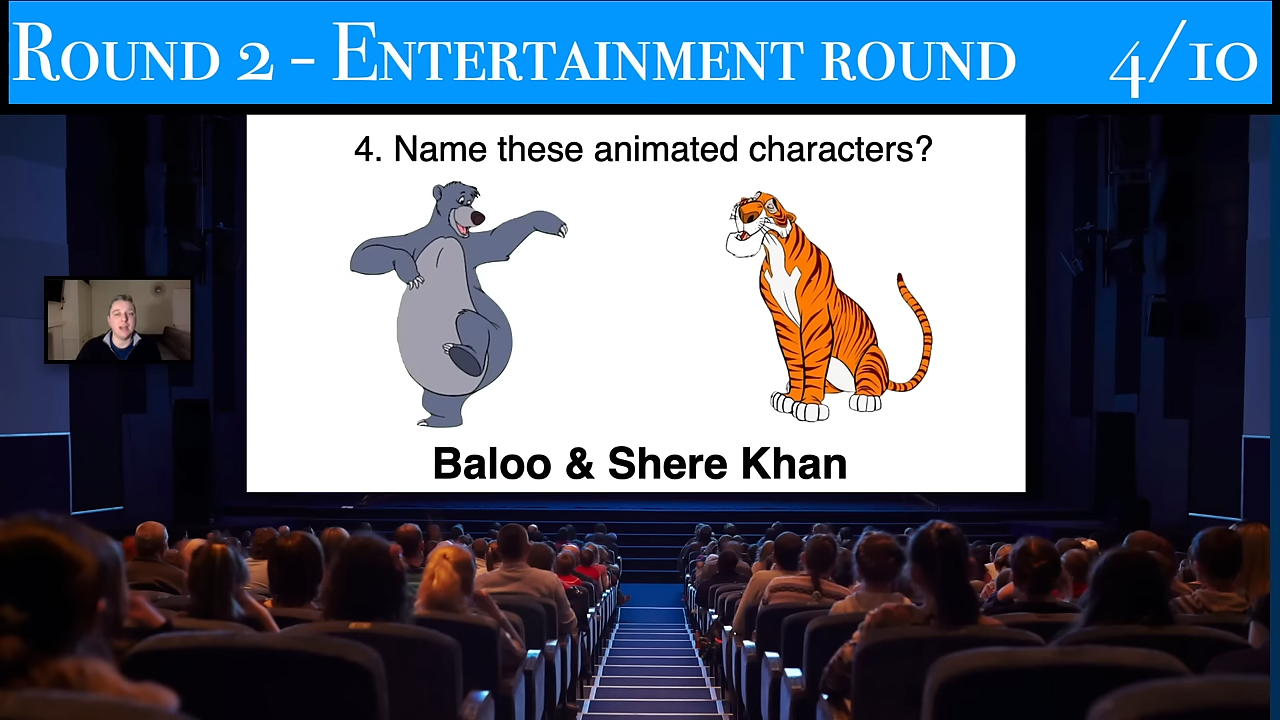 Round 2 - Entertainment round 4/10
4. Name these animated characters?
Baloo & Shere Khan